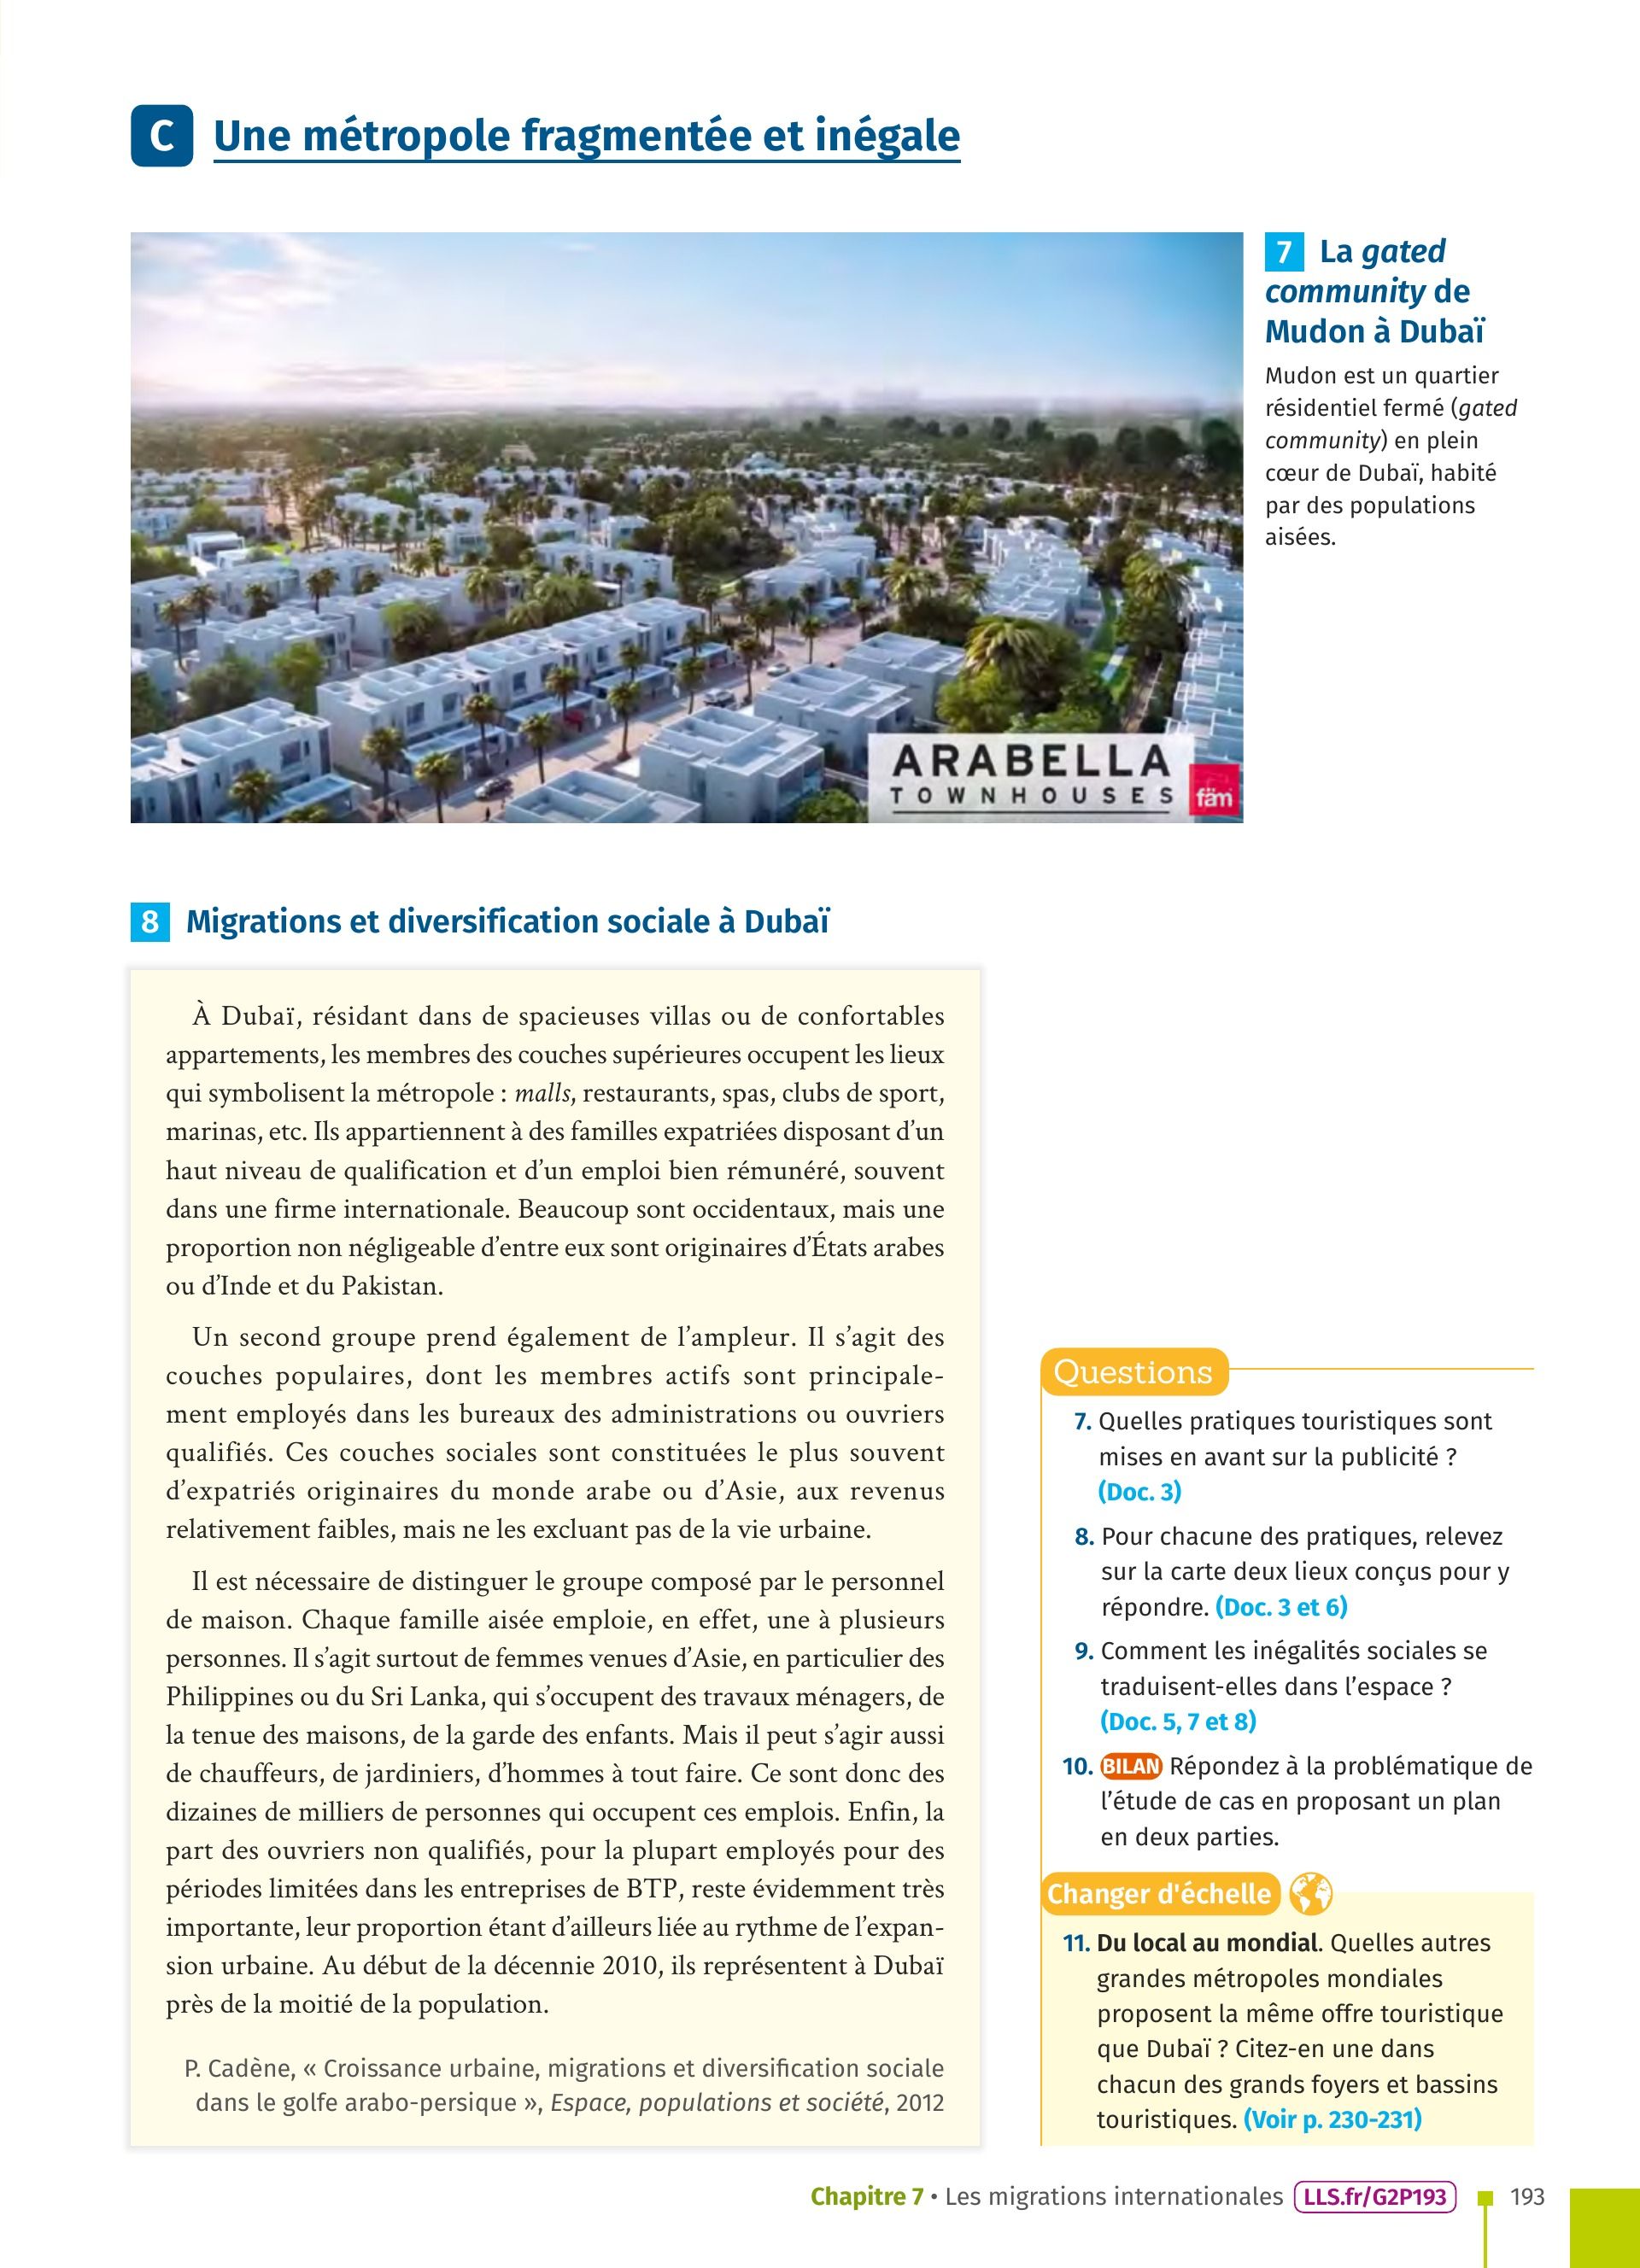 C Une métropole fragmentée et inégale
7 La gated
community de
Mudon à Dubaï
Mudon est un quartier
résidentiel fermé (gated
community) en plein
cœur de Dubaï, habité
par des populations
aisées.
ARABELLA
TOWNHOUSES
fäm
8 Migrations et diversification sociale à Dubaï
À Dubaï, résidant dans de spacieuses villas ou de confortables
appartements, les membres des couches supérieures occupent les lieux
qui symbolisent la métropole : malls, restaurants, spas, clubs de sport,
marinas, etc. Ils appartiennent à des familles expatriées disposant d’un
haut niveau de qualification et d’un emploi bien rémunéré, souvent
dans une firme internationale. Beaucoup sont occidentaux, mais une
proportion non négligeable d’entre eux sont originaires d’États arabes
ou d’Inde et du Pakistan.
Un second groupe prend également de l’ampleur. Il s’agit des
couches populaires, dont les membres actifs sont principale-
ment employés dans les bureaux des administrations ou ouvriers
qualifiés. Ces couches sociales sont constituées le plus souvent
d’expatriés originaires du monde arabe ou d’Asie, aux revenus
relativement faibles, mais ne les excluant pas de la vie urbaine.
Il est nécessaire de distinguer le groupe composé par le personnel
de maison. Chaque famille aisée emploie, en effet, une à plusieurs
personnes. Il s’agit surtout de femmes venues d’Asie, en particulier des
Philippines ou du Sri Lanka, qui s’occupent des travaux ménagers, de
la tenue des maisons, de la garde des enfants. Mais il peut s’agir aussi
de chauffeurs, de jardiniers, d’hommes à tout faire. Ce sont donc des
dizaines de milliers de personnes qui occupent ces emplois. Enfin, la
part des ouvriers non qualifiés, pour la plupart employés pour des
périodes limitées dans les entreprises de BTP, reste évidemment très
importante, leur proportion étant d’ailleurs liée au rythme de l’expan-
sion urbaine. Au début de la décennie 2010, ils représentent à Dubaï
près de la moitié de la population.
P. Cadène, « Croissance urbaine, migrations et diversification sociale
dans le golfe arabo-persique », Espace, populations et société, 2012
Questions
7. Quelles pratiques touristiques sont
mises en avant sur la publicité ?
(Doc. 3)
8. Pour chacune des pratiques, relevez
sur la carte deux lieux conçus pour y
répondre. (Doc. 3 et 6)
9. Comment les inégalités sociales se
traduisent-elles dans l’espace ?
(Doc. 5, 7 et 8)
10. BILAN Répondez à la problématique de
l’étude de cas en proposant un plan
en deux parties.
Changer d'échelle
11. Du local au mondial. Quelles autres
grandes métropoles mondiales
proposent la même offre touristique
que Dubaï ? Citez-en une dans
chacun des grands foyers et bassins
touristiques. (Voir p. 230-231)
Chapitre 7 • Les migrations internationales LLS.fr/G2P193 193